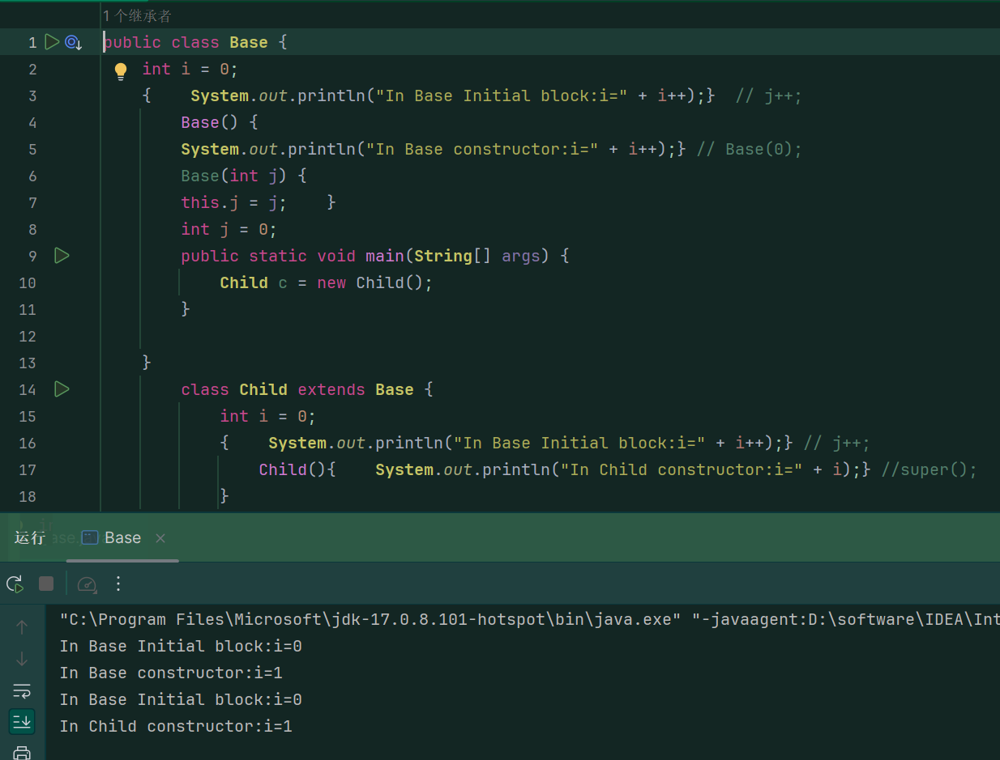 1 个继承者
1 public class Base {
2 int i = 0;
3 { System.out.println("In Base Initial block:i=" + i++);} // j++;
4 Base() {
5 System.out.println("In Base constructor:i=" + i++);} // Base(0);
6 Base(int j) {
7 this.j = j; }
8 int j = 0;
9 public static void main(String[] args) {
10 Child c = new Child();
11 }
12
13 }
14 class Child extends Base {
15 int i = 0;
16 { System.out.println("In Base Initial block:i=" + i++);} // j++;
17 Child(){ System.out.println("In Child constructor:i=" + i);} //super();
18 }
运行 Base ×
"C:\Program Files\Microsoft\jdk-17.0.8.101-hotspot\bin\java.exe" "-javaagent:D:\software\IDEA\Int
In Base Initial block:i=0
In Base constructor:i=1
In Base Initial block:i=0
In Child constructor:i=1